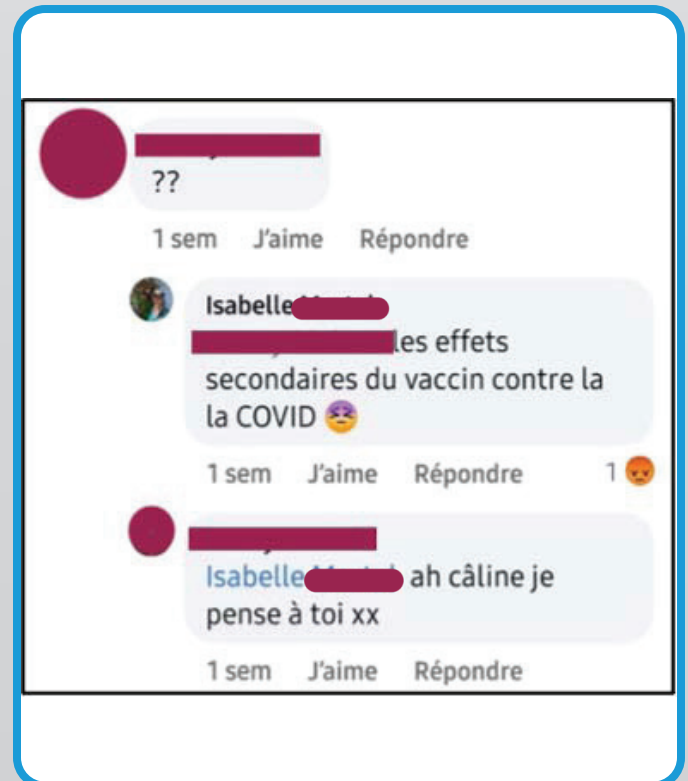 ??
1 sem J'aime Répondre
Isabelle
les effets
secondaires du vaccin contre la
la COVID
1 sem J'aime Répondre 1
Isabelle ah câline je
pense à toi xx
1 sem J'aime Répondre